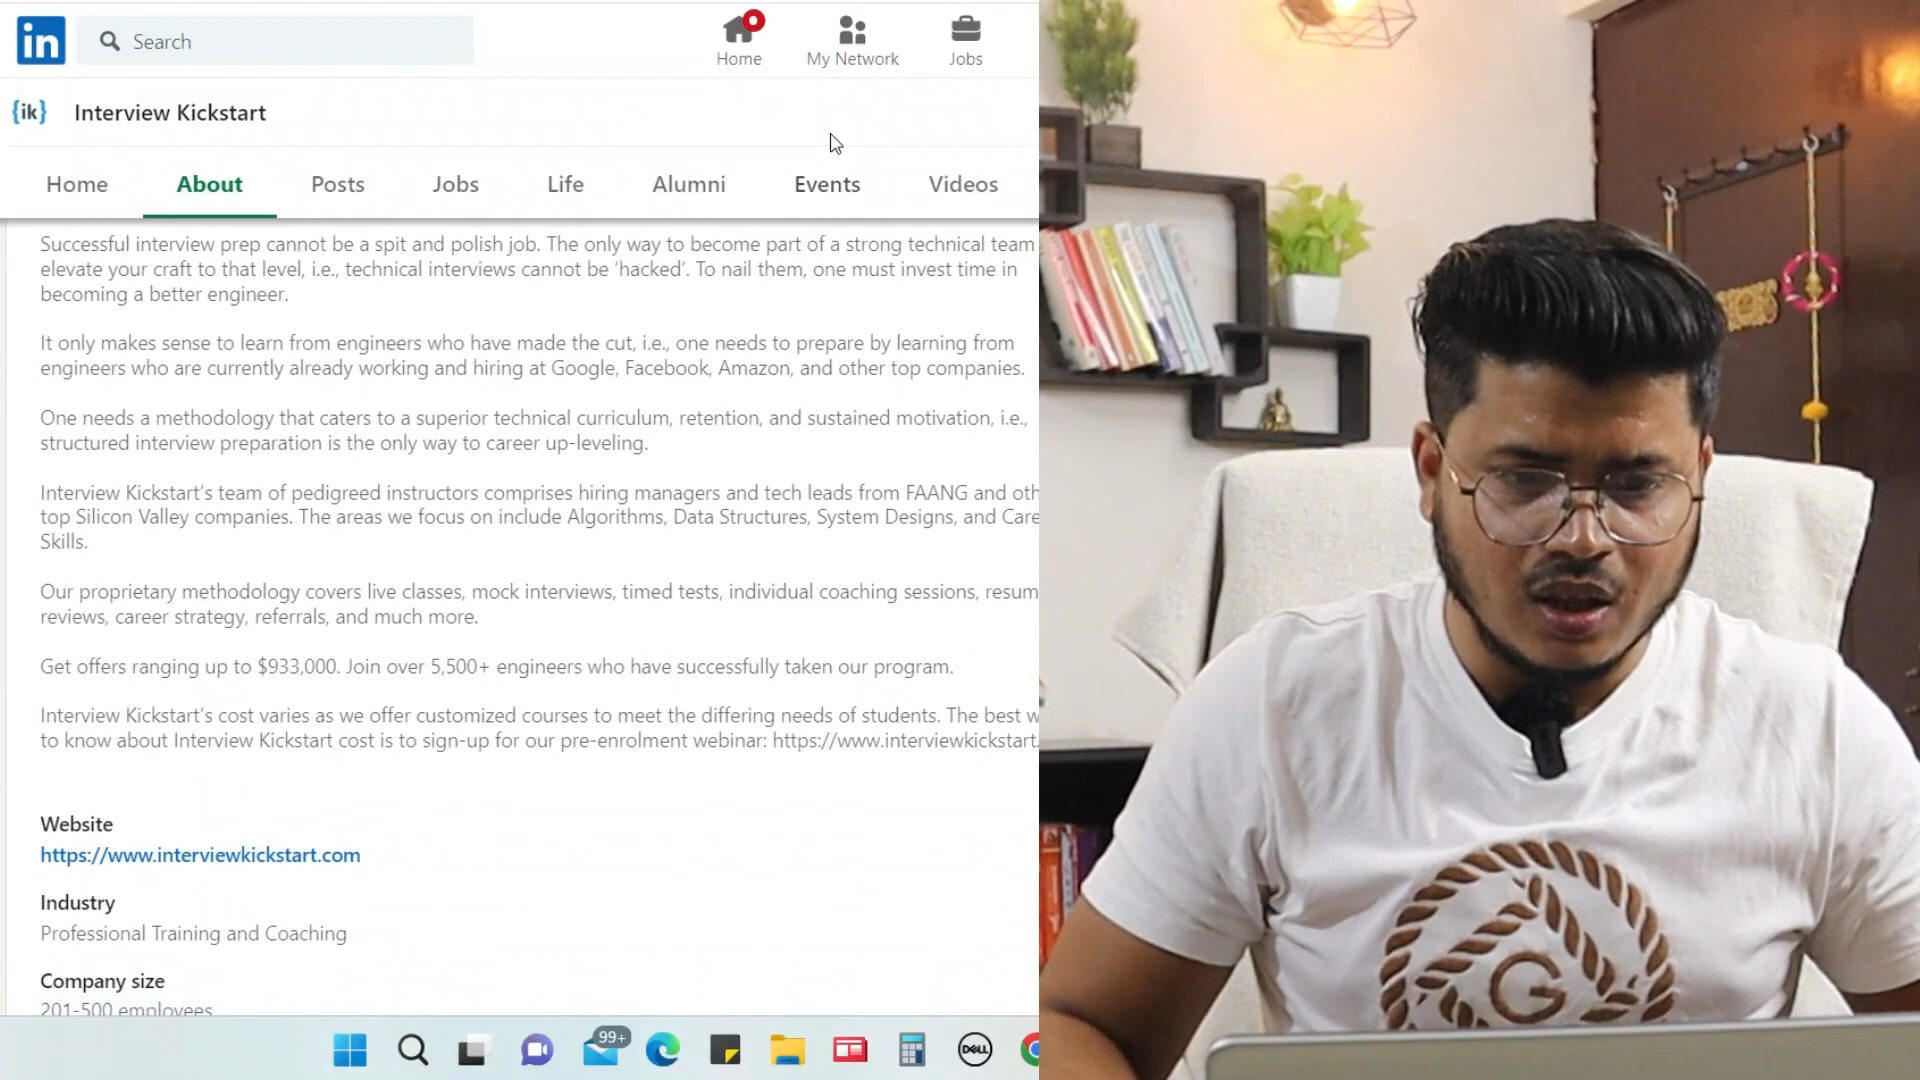 in
Search
Home
My Network
Jobs
{ik}
Interview Kickstart
Home
About
Posts
Jobs
Life
Alumni
Events
Videos
Successful interview prep cannot be a spit and polish job. The only way to become part of a strong technical team
elevate your craft to that level, i.e., technical interviews cannot be ‘hacked’. To nail them, one must invest time in
becoming a better engineer.
It only makes sense to learn from engineers who have made the cut, i.e., one needs to prepare by learning from
engineers who are currently already working and hiring at Google, Facebook, Amazon, and other top companies.
One needs a methodology that caters to a superior technical curriculum, retention, and sustained motivation, i.e.,
structured interview preparation is the only way to career up-leveling.
Interview Kickstart’s team of pedigreed instructors comprises hiring managers and tech leads from FAANG and oth
top Silicon Valley companies. The areas we focus on include Algorithms, Data Structures, System Designs, and Care
Skills.
Our proprietary methodology covers live classes, mock interviews, timed tests, individual coaching sessions, resum
reviews, career strategy, referrals, and much more.
Get offers ranging up to $933,000. Join over 5,500+ engineers who have successfully taken our program.
Interview Kickstart’s cost varies as we offer customized courses to meet the differing needs of students. The best w
to know about Interview Kickstart cost is to sign-up for our pre-enrolment webinar: https://www.interviewkickstart.
Website
https://www.interviewkickstart.com
Industry
Professional Training and Coaching
Company size
201-500 employees
99+
DELL
G